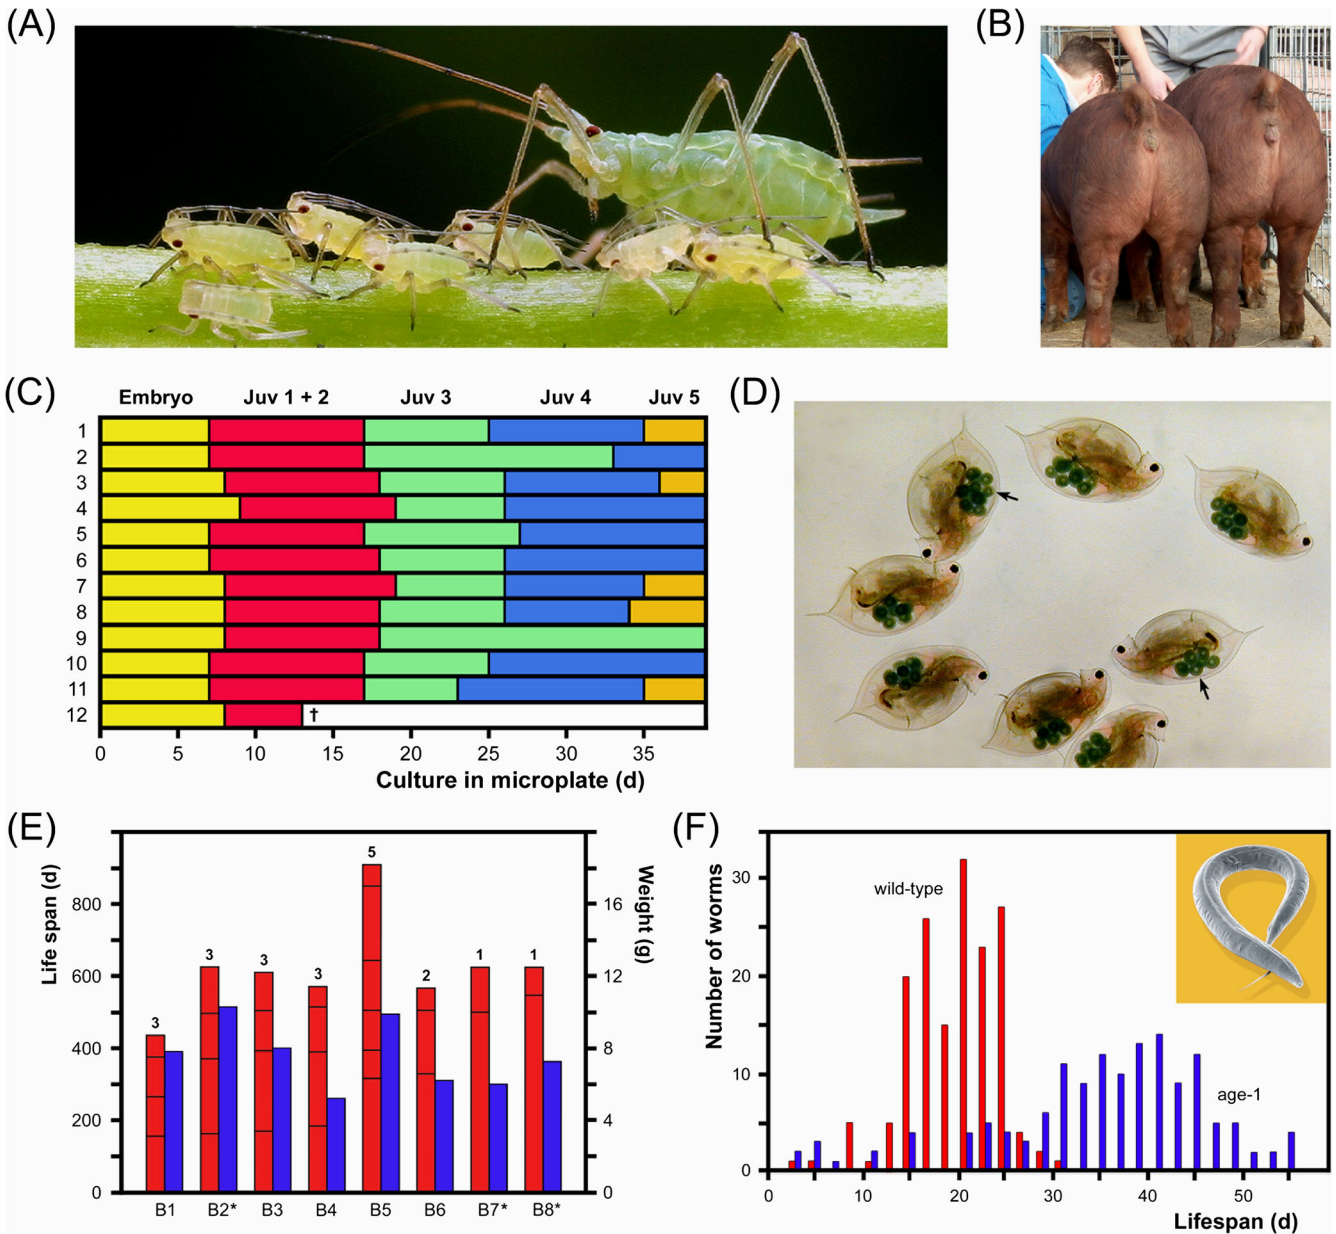 (A)
(B)
(C)
Embryo Juv 1 + 2 Juv 3 Juv 4 Juv 5
1
2
3
4
5
6
7
8
9
10
11
12 †
0 5 10 15 20 25 30 35
Culture in microplate (d)
(D)
(E)
Life span (d)
800
600
400
200
0
3 3 3 3 5 2 1 1
B1 B2* B3 B4 B5 B6 B7* B8*
16
12
8
4
0
Weight (g)
(F)
Number of worms
30
20
10
0
wild-type
age-1
0 10 20 30 40 50
Lifespan (d)